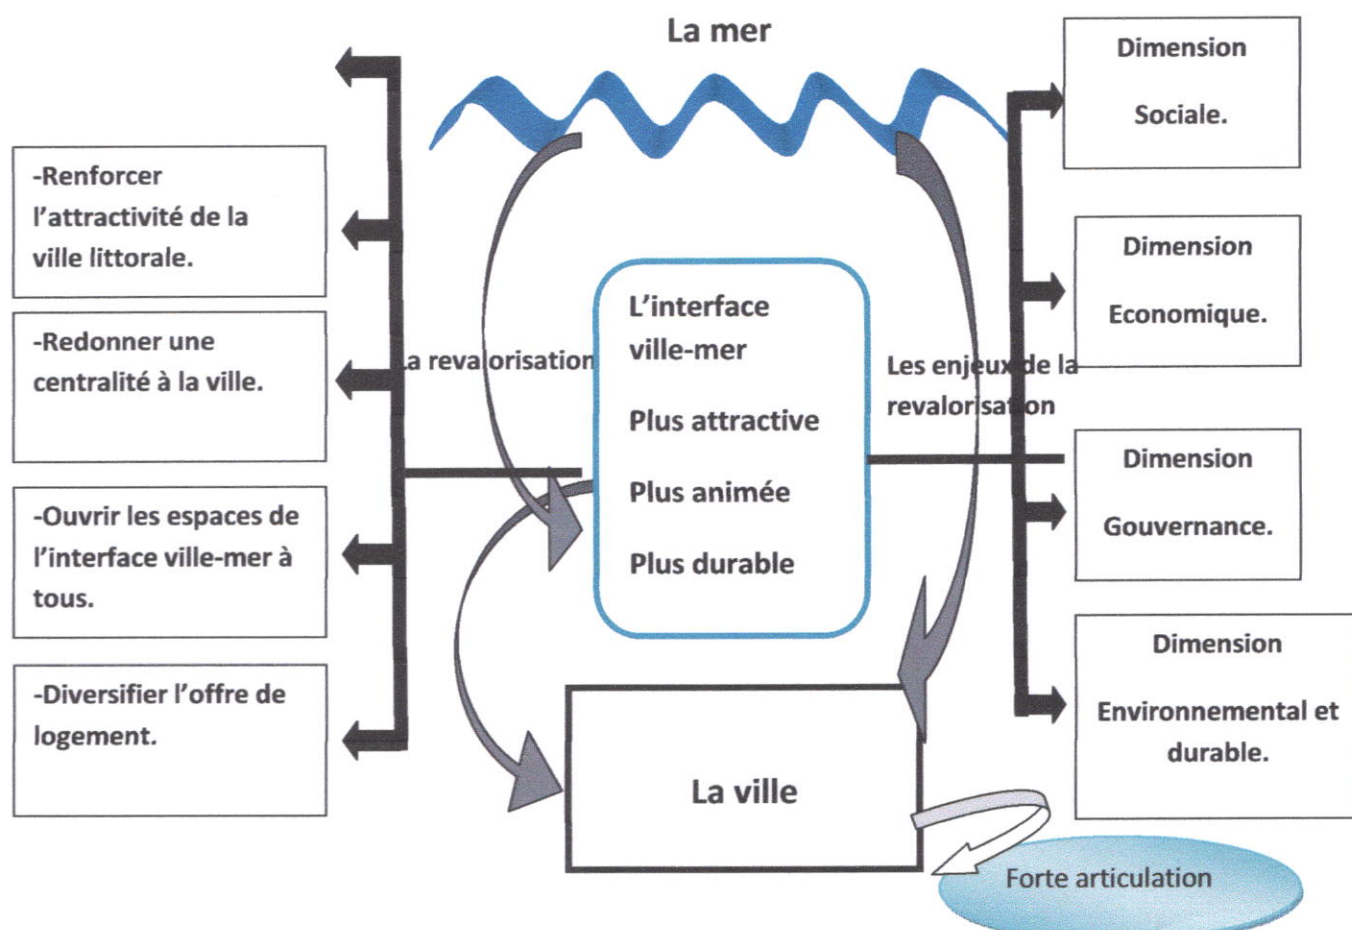 La mer
-Renforcer
l'attractivité de la
ville littorale.
-Redonner une
centralité à la ville.
-Ouvrir les espaces de
l'interface ville-mer à
tous.
-Diversifier l'offre de
logement.
La revalorisation
L'interface
ville-mer
Plus attractive
Plus animée
Plus durable
Les enjeux de la
revalorisation
Dimension
Sociale.
Dimension
Economique.
Dimension
Gouvernance.
Dimension
Environnemental et
durable.
La ville
Forte articulation